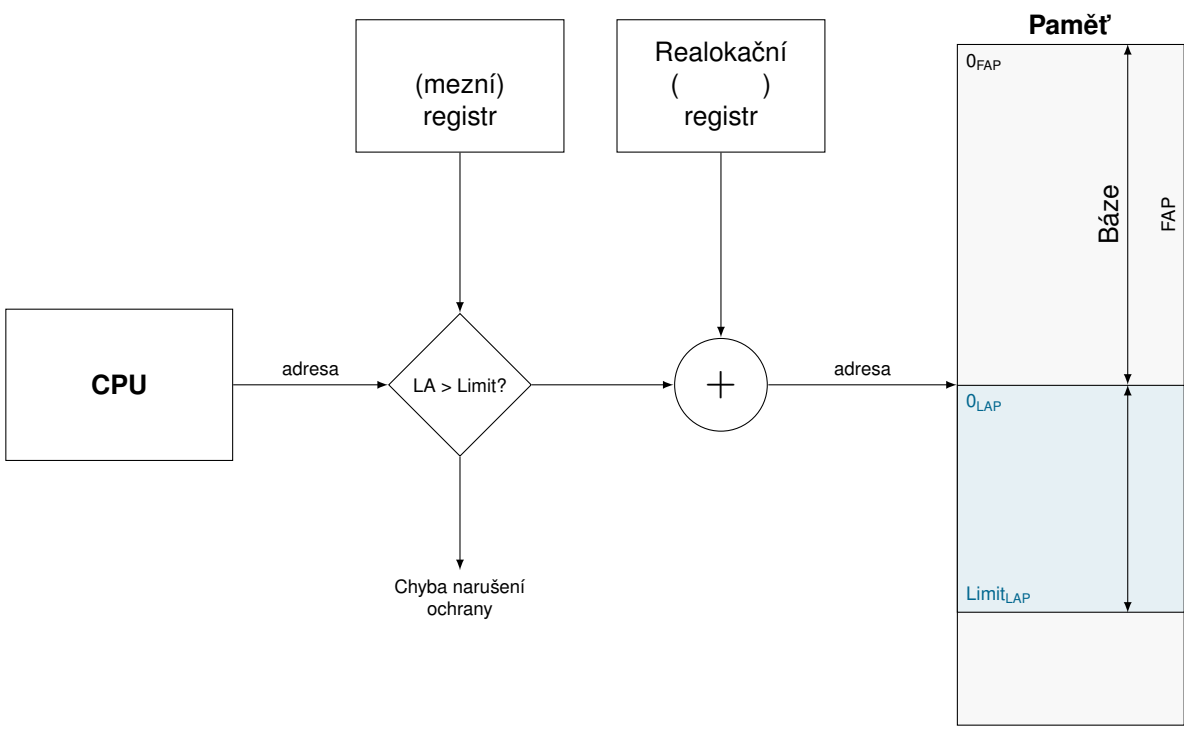 Paměť
(mezní)
registr
Realokační
( )
registr
0FAP
Báze
FAP
CPU
adresa
LA > Limit?
+
adresa
0LAP
LimitLAP
Chyba narušení
ochrany